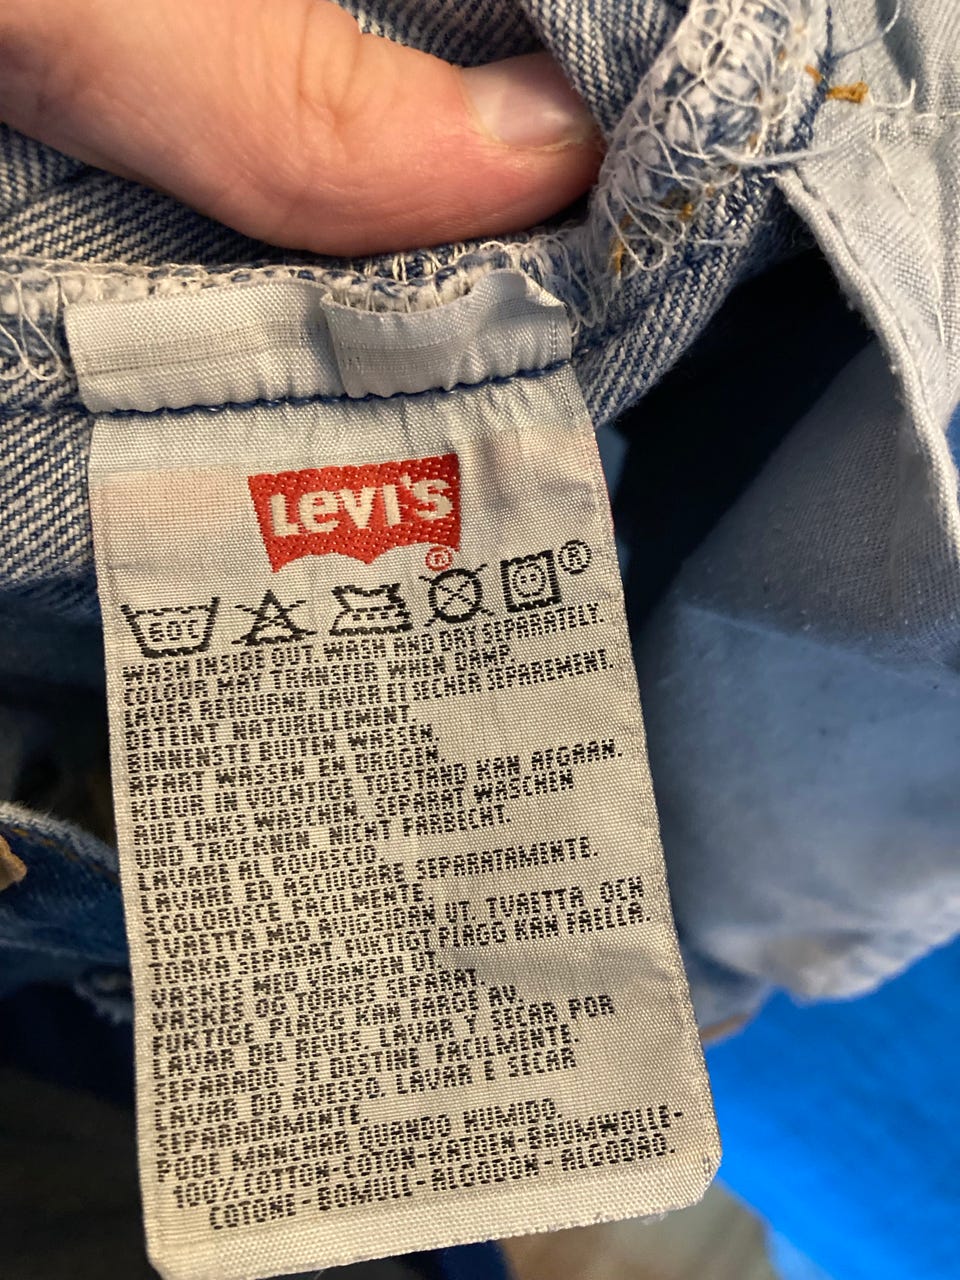 LEVI'S
®
60C ®
WASH INSIDE OUT. WASH AND DRY SEPARATELY.
COLOUR MAY TRANSFER WHEN DAMP
LAVER RETOURNE LAVER ET SECHER SEPAREMENT.
DETEINT NATURELLEMENT.
BINNENSTE BUITEN WASSEN.
APART WASSEN EN DROGEN
KLEUR IN VOCHTIGE TOESTAND KAN AFGAAN.
AUF LINKS WASCHEN, SEPARAT WASCHEN
UND TROCKNEN. NICHT FARBECHT.
LAVARE AL ROVESCIO.
LAVARE ED ASCIUGARE SEPARATAMENTE.
SCOLORISCE FACILMENTE.
TVAETTA MED AVIGSIDAN UT. TVAETTA OCH
TORKA SEPARAT FUKTIGT PLAGG KAN FAELLA.
VASKES MED VRANGEN UT
VASKES OG TORKES SEPARAT.
FUKTIGE PLAGG KAN FARGE AV.
LAVAR DEL REVES. LAVAR Y SECAR POR
SEPARADO. SE DESTINE FACILMENTE.
LAVAR DO AVESSO. LAVAR E SECAR
SEPARADAMENTE
PODE MANCHAR QUANDO HUMIDO.
100% COTTON-COTON-KATOEN-BAUMWOLLE-
COTONE-BOMULL-ALGODON-ALGODAO.